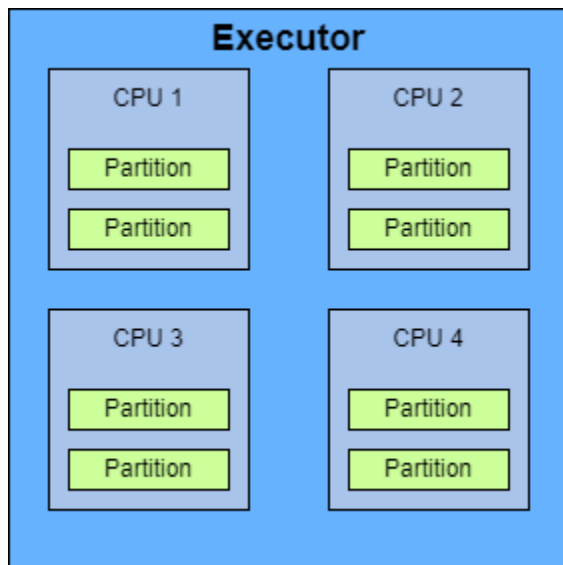 Executor
CPU 1
Partition
Partition
CPU 2
Partition
Partition
CPU 3
Partition
Partition
CPU 4
Partition
Partition